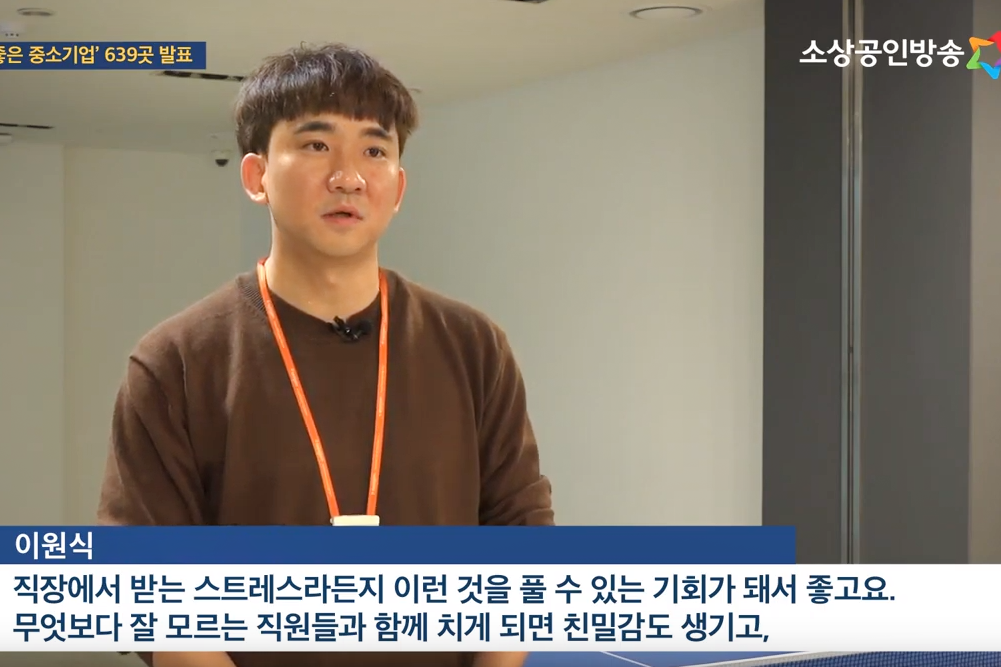 좋은 중소기업’ 639곳 발표
소상공인방송
이원식
직장에서 받는 스트레스라든지 이런 것을 풀 수 있는 기회가 돼서 좋고요.
무엇보다 잘 모르는 직원들과 함께 치게 되면 친밀감도 생기고,